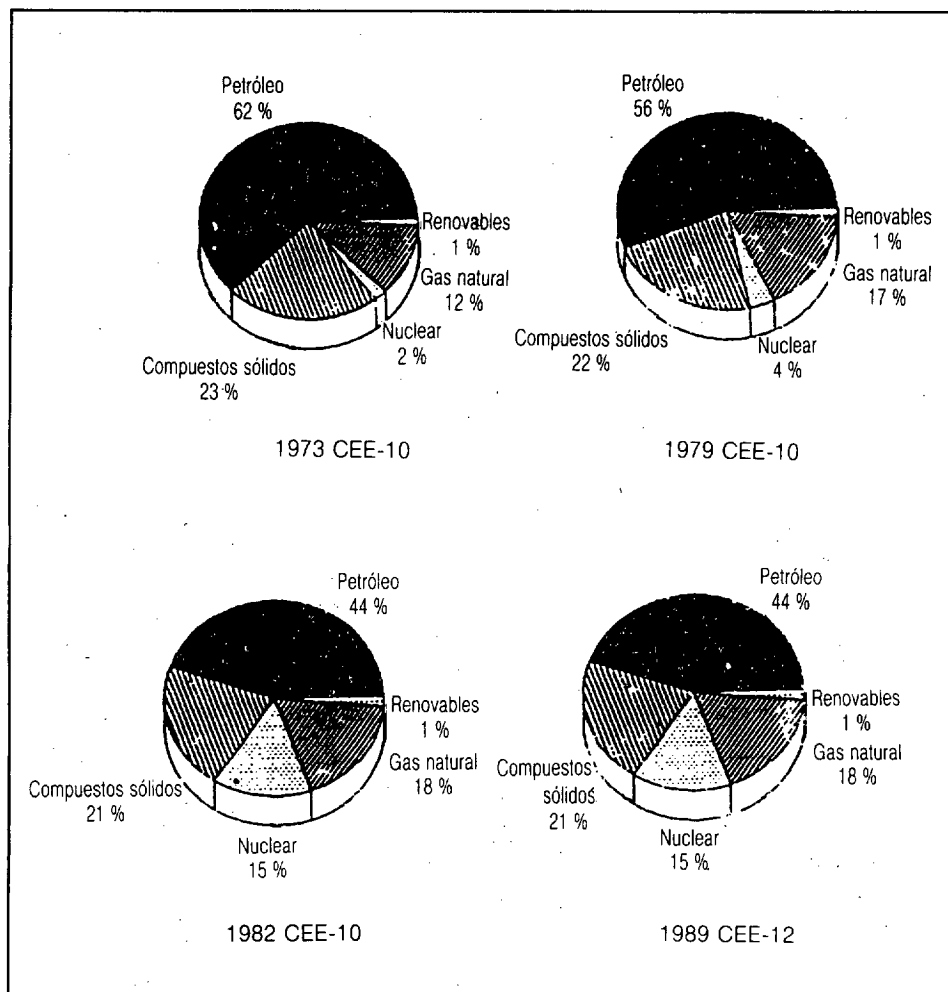 Petróleo
62 %
Renovables
1 %
Gas natural
12 %
Nuclear
2 %
Compuestos sólidos
23 %
1973 CEE-10
Petróleo
56 %
Renovables
1 %
Gas natural
17 %
Nuclear
4 %
Compuestos sólidos
22 %
1979 CEE-10
Petróleo
44 %
Renovables
1 %
Gas natural
18 %
Compuestos sólidos
21 %
Nuclear
15 %
1982 CEE-10
Petróleo
44 %
Renovables
1 %
Gas natural
18 %
Compuestos
sólidos
21 %
Nuclear
15 %
1989 CEE-12